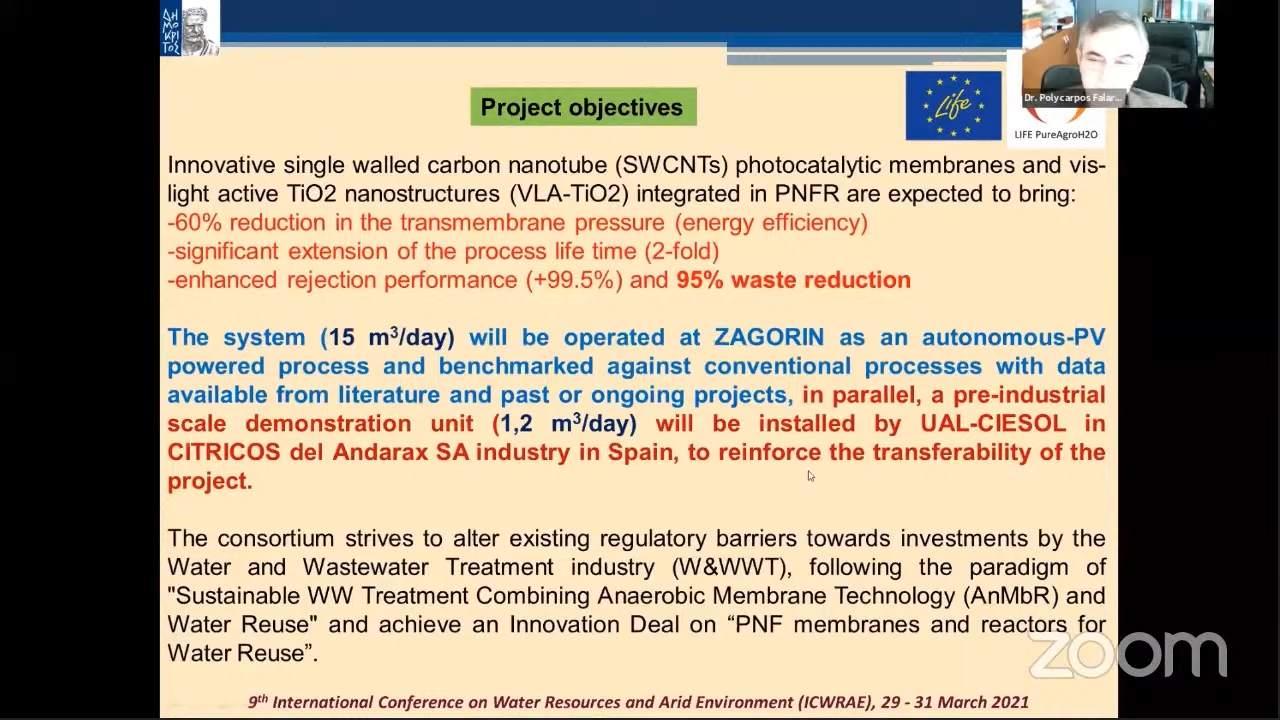 ΔΗ
ΜΟ
ΚΡΙ
ΤΟΣ
Life
Dr. Polycarpos Falar...
LIFE PureAgroH2O
Project objectives
Innovative single walled carbon nanotube (SWCNTs) photocatalytic membranes and vis-
light active TiO2 nanostructures (VLA-TiO2) integrated in PNFR are expected to bring:
-60% reduction in the transmembrane pressure (energy efficiency)
-significant extension of the process life time (2-fold)
-enhanced rejection performance (+99.5%) and 95% waste reduction
The system (15 m³/day) will be operated at ZAGORIN as an autonomous-PV
powered process and benchmarked against conventional processes with data
available from literature and past or ongoing projects, in parallel, a pre-industrial
scale demonstration unit (1,2 m³/day) will be installed by UAL-CIESOL in
CITRICOS del Andarax SA industry in Spain, to reinforce the transferability of the
project.
The consortium strives to alter existing regulatory barriers towards investments by the
Water and Wastewater Treatment industry (W&WWT), following the paradigm of
"Sustainable WW Treatment Combining Anaerobic Membrane Technology (AnMbR) and
Water Reuse" and achieve an Innovation Deal on “PNF membranes and reactors for
Water Reuse”.
zoom
9th International Conference on Water Resources and Arid Environment (ICWRAE), 29 - 31 March 2021